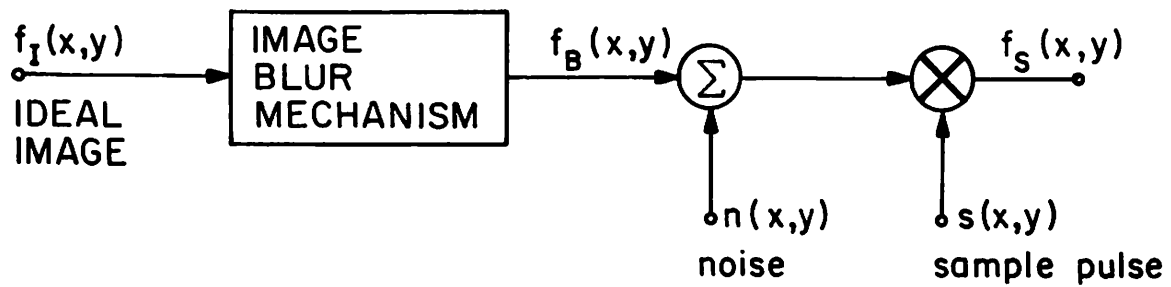 f_I(x,y)
IDEAL
IMAGE
IMAGE
BLUR
MECHANISM
f_B(x,y)
Σ
n(x,y)
noise
s(x,y)
sample pulse
f_S(x,y)